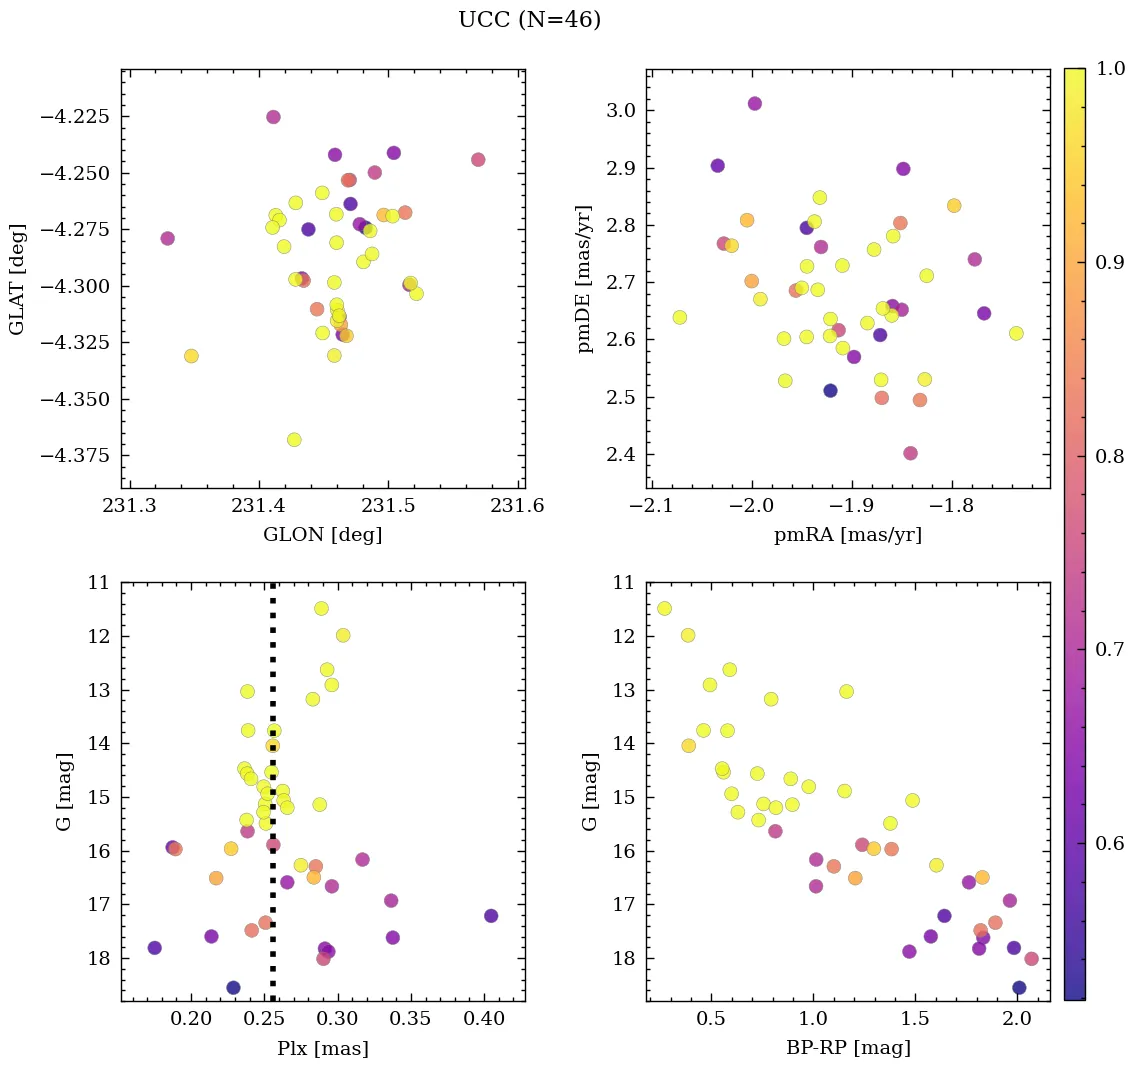 UCC (N=46)
−4.225
−4.250
−4.275
−4.300
−4.325
−4.350
−4.375
GLAT [deg]
231.3 231.4 231.5 231.6
GLON [deg]
3.0
2.9
2.8
2.7
2.6
2.5
2.4
pmDE [mas/yr]
−2.1 −2.0 −1.9 −1.8
pmRA [mas/yr]
1.0
0.9
0.8
0.7
0.6
11
12
13
14
15
16
17
18
G [mag]
0.20 0.25 0.30 0.35 0.40
Plx [mas]
11
12
13
14
15
16
17
18
G [mag]
0.5 1.0 1.5 2.0
BP-RP [mag]